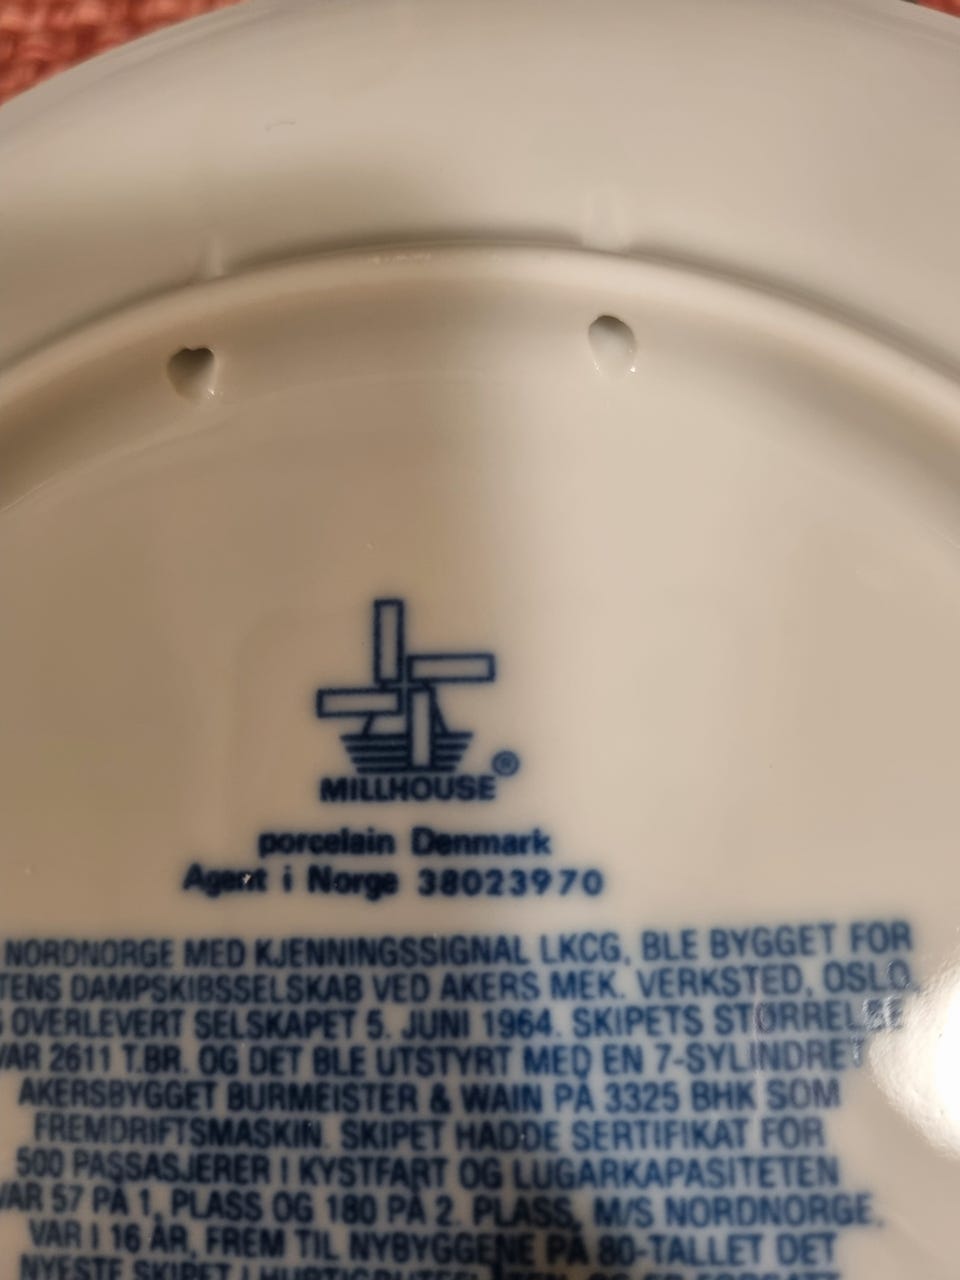 MILLHOUSE ®
porcelain Denmark
Agent i Norge 38023970
NORDNORGE MED KJENNINGSSIGNAL LKCG, BLE BYGGET FOR
TENS DAMPSKIBSSELSKAB VED AKERS MEK. VERKSTED, OSLO.
OVERLEVERT SELSKAPET 5. JUNI 1964. SKIPETS STØRRELSE
VAR 2611 T.BR. OG DET BLE UTSTYRT MED EN 7-SYLINDRET
AKERSBYGGET BURMEISTER & WAIN PÅ 3325 BHK SOM
FREMDRIFTSMASKIN. SKIPET HADDE SERTIFIKAT FOR
500 PASSASJERER I KYSTFART OG LUGARKAPASITETEN
VAR 57 PÅ 1, PLASS OG 180 PÅ 2. PLASS, M/S NORDNORGE,
VAR I 16 ÅR, FREM TIL NYBYGGENE PÅ 80-TALLET DET
NYESTE SKIPET I